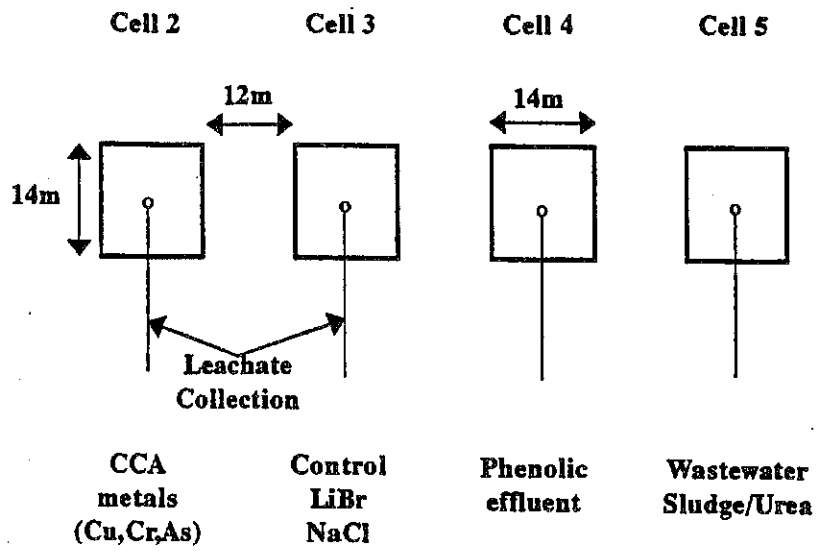 Cell 2 Cell 3 Cell 4 Cell 5
12m 14m
14m
Leachate
Collection
CCA
metals
(Cu,Cr,As)
Control
LiBr
NaCl
Phenolic
effluent
Wastewater
Sludge/Urea